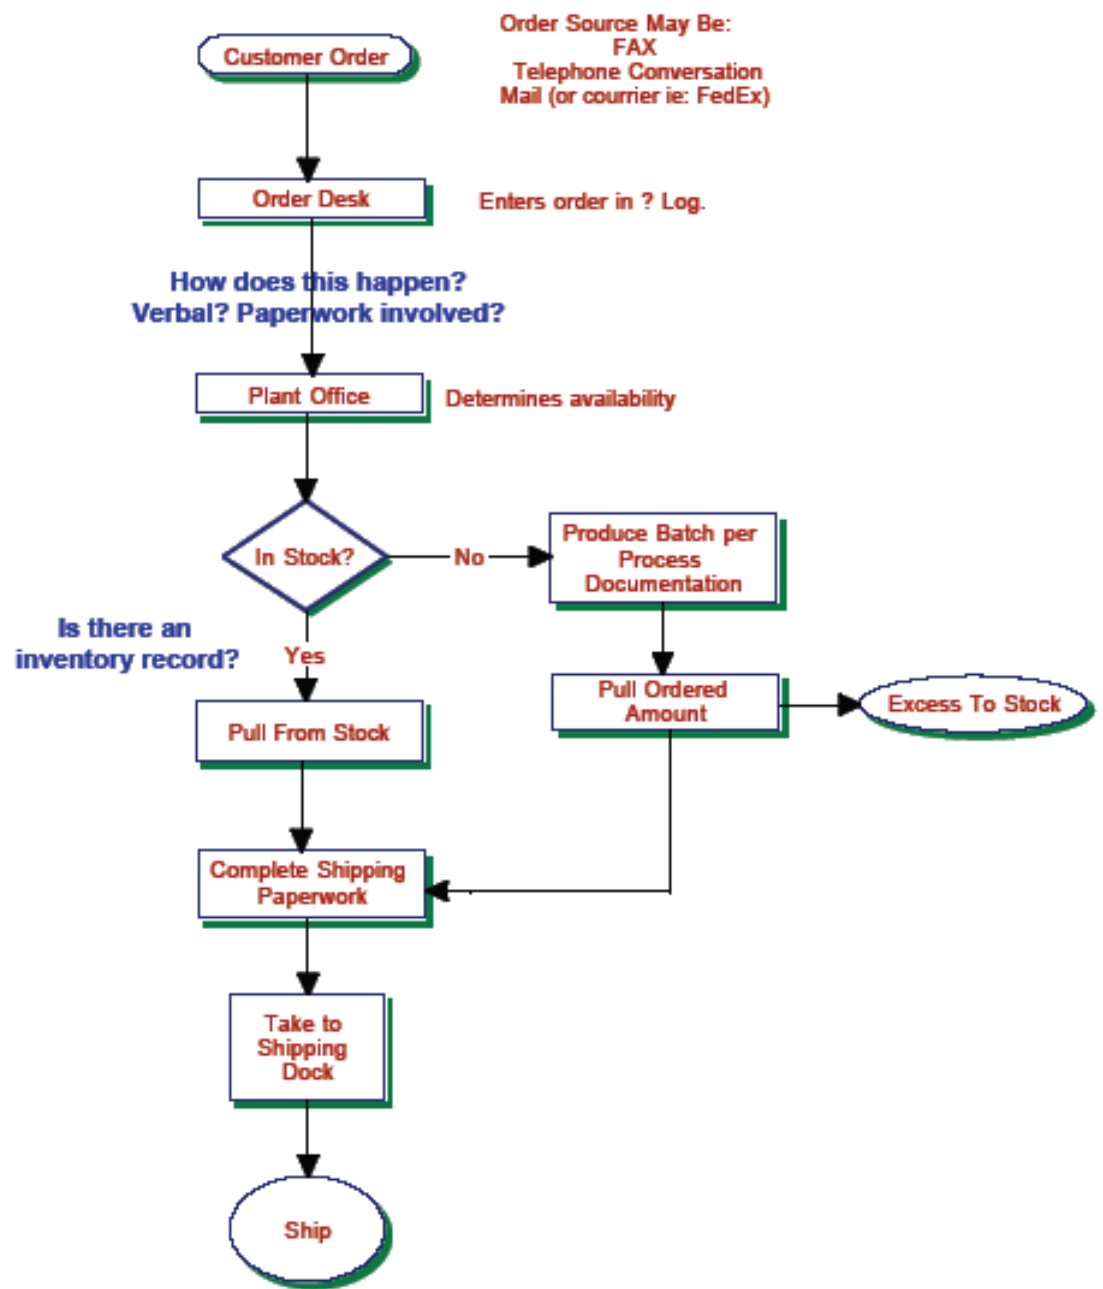 Order Source May Be:
FAX
Telephone Conversation
Mail (or courrier ie: FedEx)
Customer Order
Order Desk
Enters order in ? Log.
How does this happen?
Verbal? Paperwork involved?
Plant Office
Determines availability
In Stock?
No
Produce Batch per
Process
Documentation
Is there an
inventory record?
Yes
Pull Ordered
Amount
Excess To Stock
Pull From Stock
Complete Shipping
Paperwork
Take to
Shipping
Dock
Ship